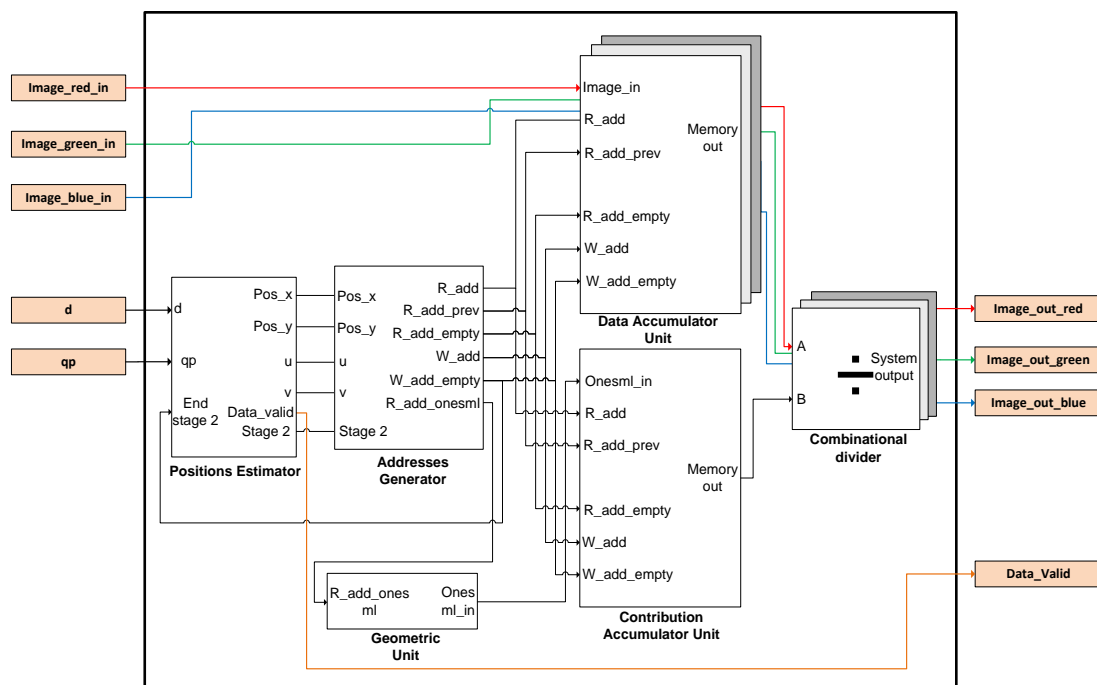 Image_red_in
Image_green_in
Image_blue_in
d
qp
d
qp
End
stage 2
Pos_x
Pos_y
u
v
Data_valid
Stage 2
Positions Estimator
Pos_x
Pos_y
u
v
Stage 2
R_add
R_add_prev
R_add_empty
W_add
W_add_empty
R_add_onesml
Addresses
Generator
R_add_ones
ml
Ones
ml_in
Geometric
Unit
Image_in
R_add
R_add_prev
R_add_empty
W_add
W_add_empty
Memory
out
Data Accumulator
Unit
Onesml_in
R_add
R_add_prev
R_add_empty
W_add
W_add_empty
Memory
out
Contribution
Accumulator Unit
A
B
System
output
Combinational
divider
Image_out_red
Image_out_green
Image_out_blue
Data_Valid